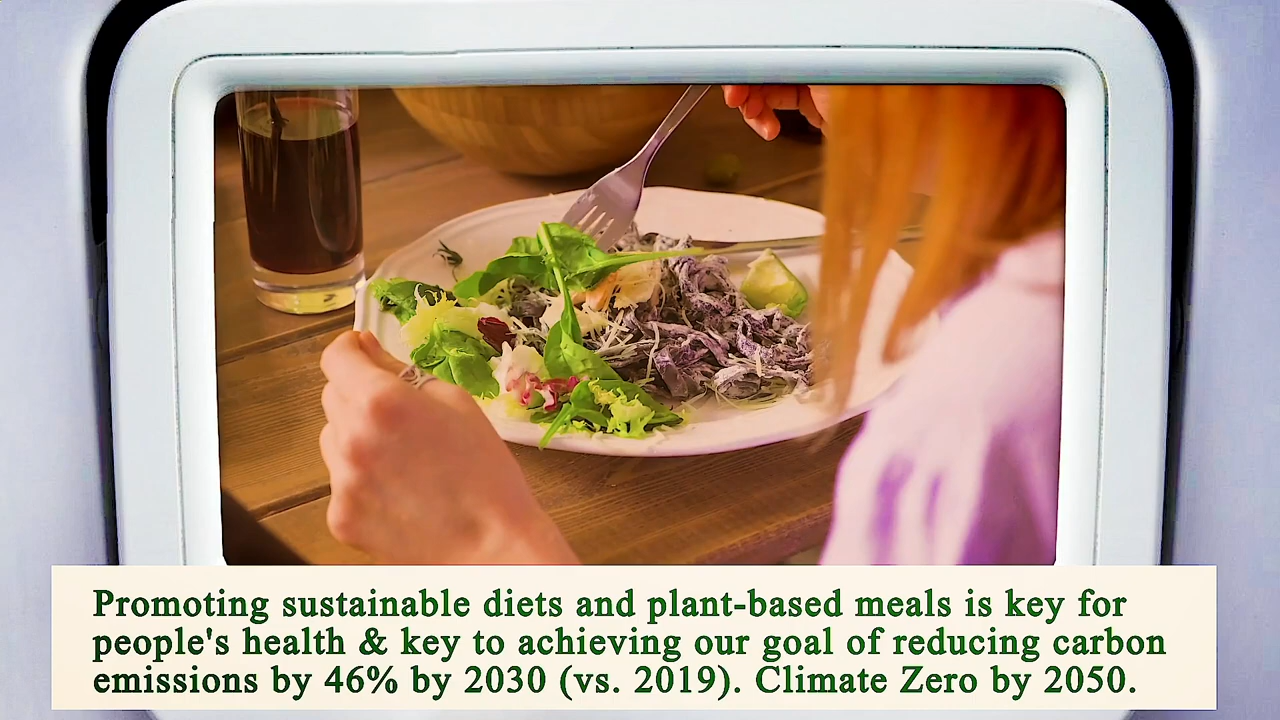 Promoting sustainable diets and plant-based meals is key for
people's health & key to achieving our goal of reducing carbon
emissions by 46% by 2030 (vs. 2019). Climate Zero by 2050.